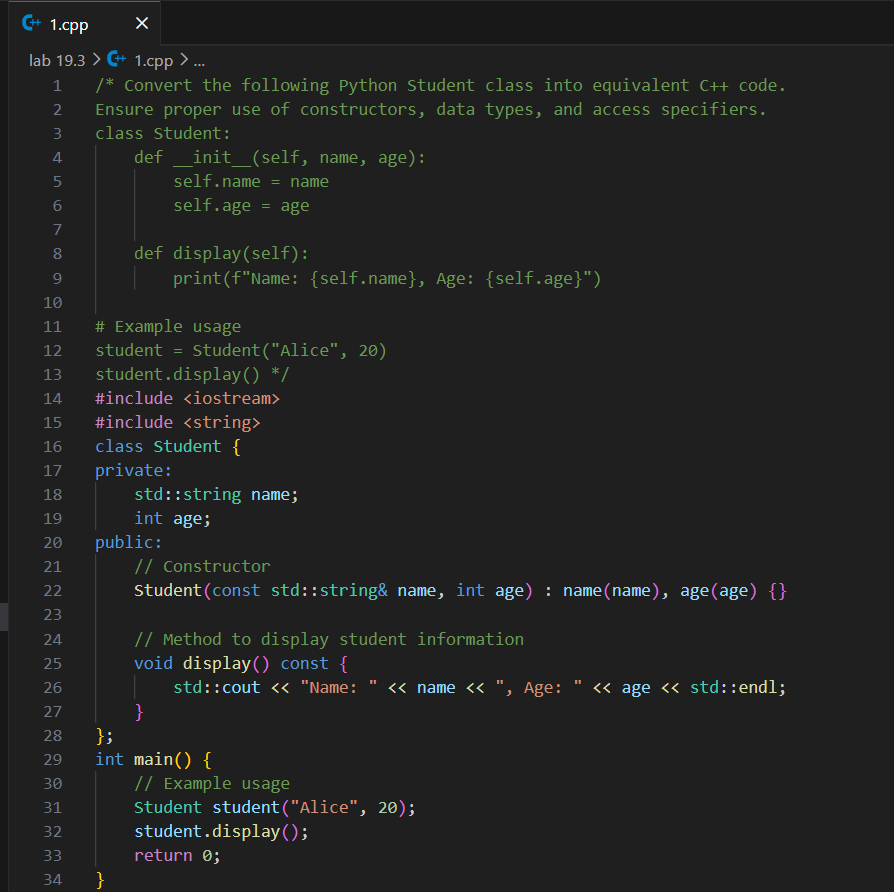 C++ 1.cpp ×
lab 19.3 > C++ 1.cpp > ...
1 /* Convert the following Python Student class into equivalent C++ code.
2 Ensure proper use of constructors, data types, and access specifiers.
3 class Student:
4     def __init__(self, name, age):
5         self.name = name
6         self.age = age
7
8     def display(self):
9         print(f"Name: {self.name}, Age: {self.age}")
10
11 # Example usage
12 student = Student("Alice", 20)
13 student.display() */
14 #include <iostream>
15 #include <string>
16 class Student {
17 private:
18     std::string name;
19     int age;
20 public:
21     // Constructor
22     Student(const std::string& name, int age) : name(name), age(age) {}
23
24     // Method to display student information
25     void display() const {
26         std::cout << "Name: " << name << ", Age: " << age << std::endl;
27     }
28 };
29 int main() {
30     // Example usage
31     Student student("Alice", 20);
32     student.display();
33     return 0;
34 }